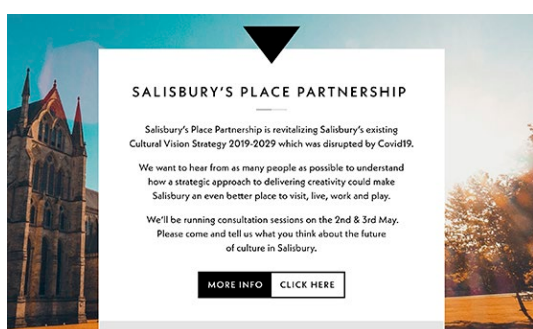 SALISBURY'S PLACE PARTNERSHIP
Salisbury's Place Partnership is revitalizing Salisbury's existing
Cultural Vision Strategy 2019-2029 which was disrupted by Covid19.
We want to hear from as many people as possible to understand
how a strategic approach to delivering creativity could make
Salisbury an even better place to visit, live, work and play.
We'll be running consultation sessions on the 2nd & 3rd May.
Please come and tell us what you think about the future
of culture in Salisbury.
MORE INFO CLICK HERE